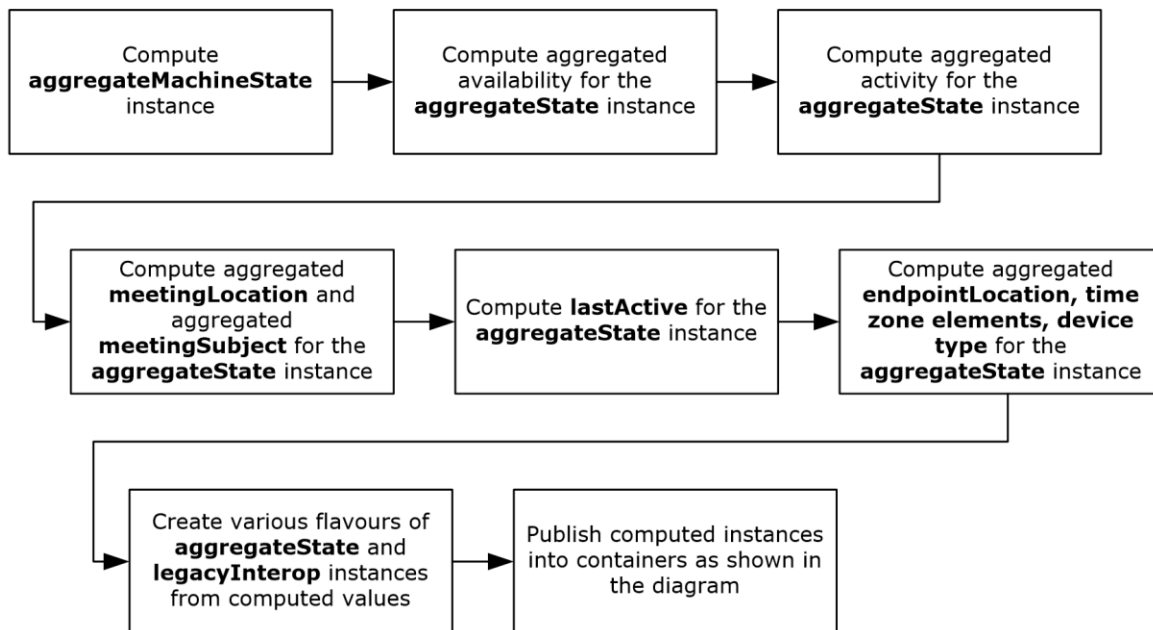 Compute
aggregateMachineState
instance
Compute aggregated
availability for the
aggregateState instance
Compute aggregated
activity for the
aggregateState instance
Compute aggregated
meetingLocation and
aggregated
meetingSubject for the
aggregateState instance
Compute lastActive for the
aggregateState instance
Compute aggregated
endpointLocation, time
zone elements, device
type for the
aggregateState instance
Create various flavours of
aggregateState and
legacyInterop instances
from computed values
Publish computed instances
into containers as shown in
the diagram